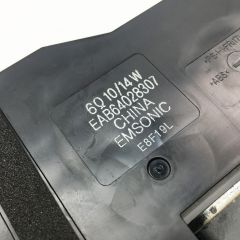 6Ω 10/14W
EAB64028307
CHINA
EMSONIC
E8F19L